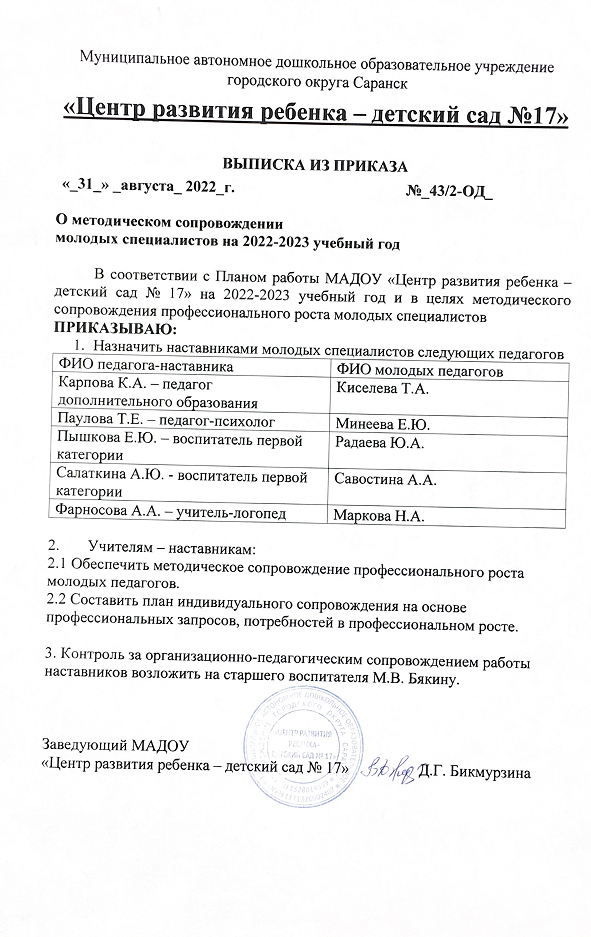 Муниципальное автономное дошкольное образовательное учреждение
городского округа Саранск
«Центр развития ребенка – детский сад №17»
ВЫПИСКА ИЗ ПРИКАЗА
«_31_» _августа_ 2022_г. №_43/2-ОД_
О методическом сопровождении
молодых специалистов на 2022-2023 учебный год
В соответствии с Планом работы МАДОУ «Центр развития ребенка –
детский сад № 17» на 2022-2023 учебный год и в целях методического
сопровождения профессионального роста молодых специалистов
ПРИКАЗЫВАЮ:
1. Назначить наставниками молодых специалистов следующих педагогов
ФИО педагога-наставника ФИО молодых педагогов
Карпова К.А. – педагог Киселева Т.А.
дополнительного образования
Паулова Т.Е. – педагог-психолог Минеева Е.Ю.
Пышкова Е.Ю. – воспитатель первой Радаева Ю.А.
категории
Салаткина А.Ю. - воспитатель первой Савостина А.А.
категории
Фарносова А.А. – учитель-логопед Маркова Н.А.
2. Учителям – наставникам:
2.1 Обеспечить методическое сопровождение профессионального роста
молодых педагогов.
2.2 Составить план индивидуального сопровождения на основе
профессиональных запросов, потребностей в профессиональном росте.
3. Контроль за организационно-педагогическим сопровождением работы
наставников возложить на старшего воспитателя М.В. Бякину.
«ЦЕНТР РАЗВИТИЯ
РЕБЕНКА-
ДЕТСКИЙ САД № 17»
Заведующий МАДОУ
«Центр развития ребенка – детский сад № 17» Д.Г. Бикмурзина